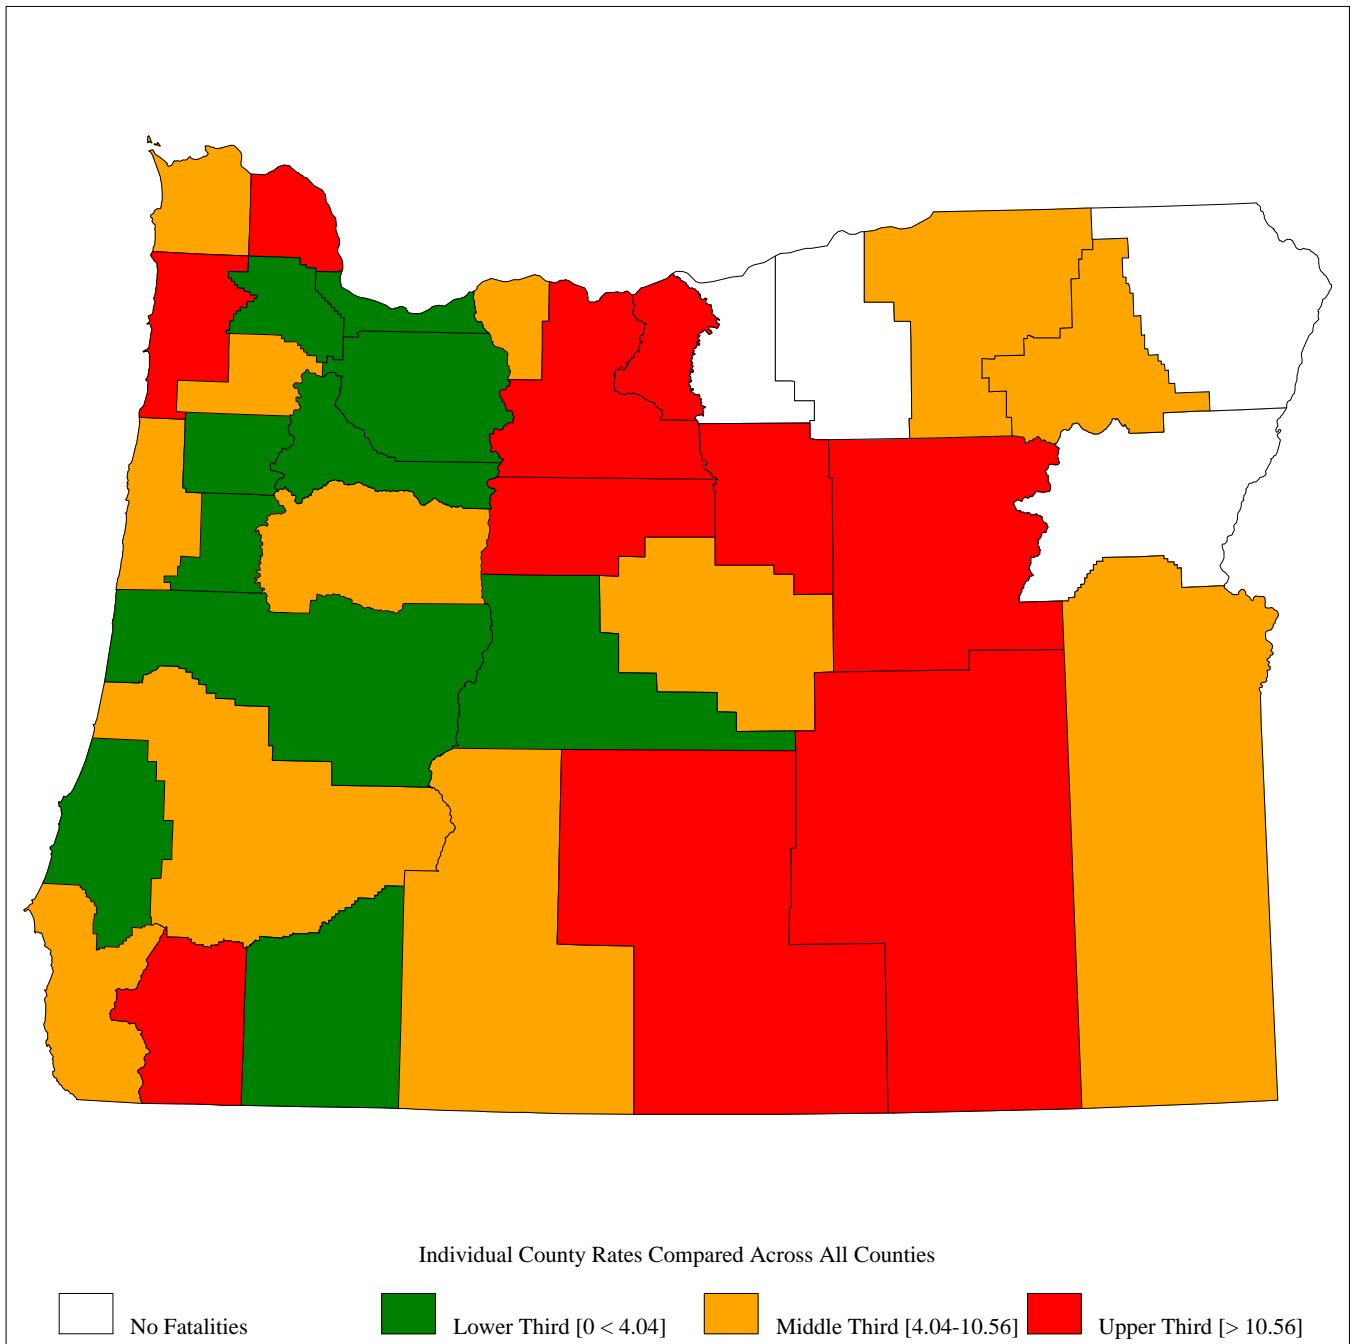 Individual County Rates Compared Across All Counties
No Fatalities Lower Third [0 < 4.04] Middle Third [4.04-10.56] Upper Third [> 10.56]